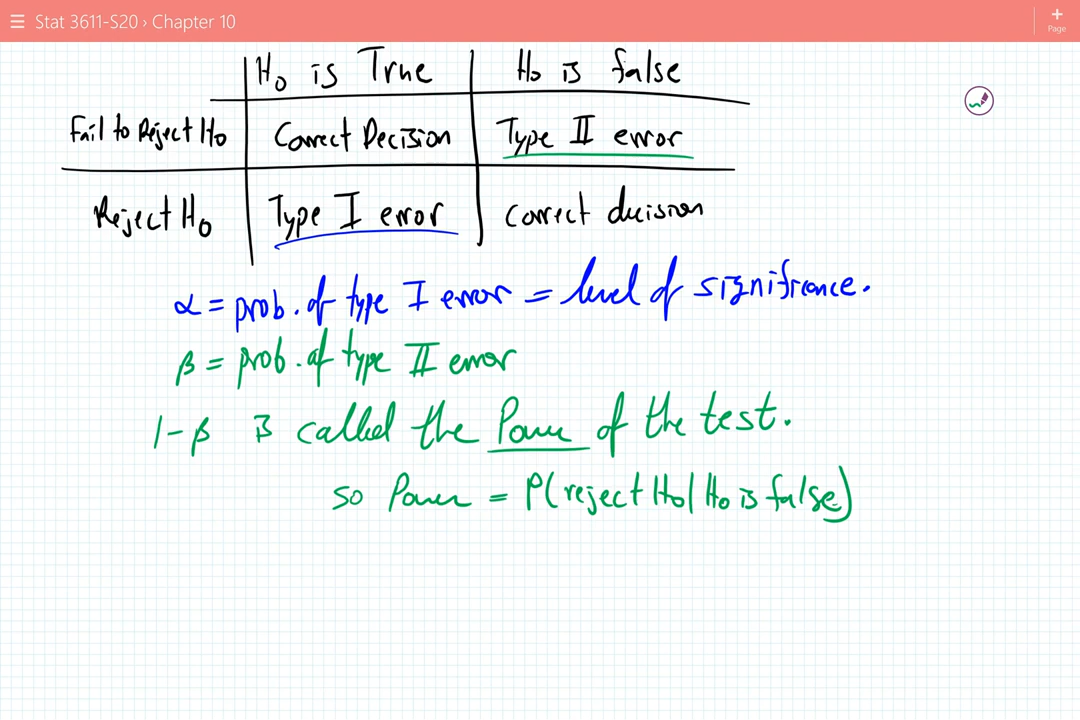 Stat 3611-S20 › Chapter 10
Page
H₀ is True H₀ is false
Fail to Reject H₀ Correct Decision Type II error
Reject H₀ Type I error correct decision
α = prob. of type I error = level of significance.
β = prob. of type II error
1-β is called the Power of the test.
so Power = P(reject H₀ | H₀ is false)